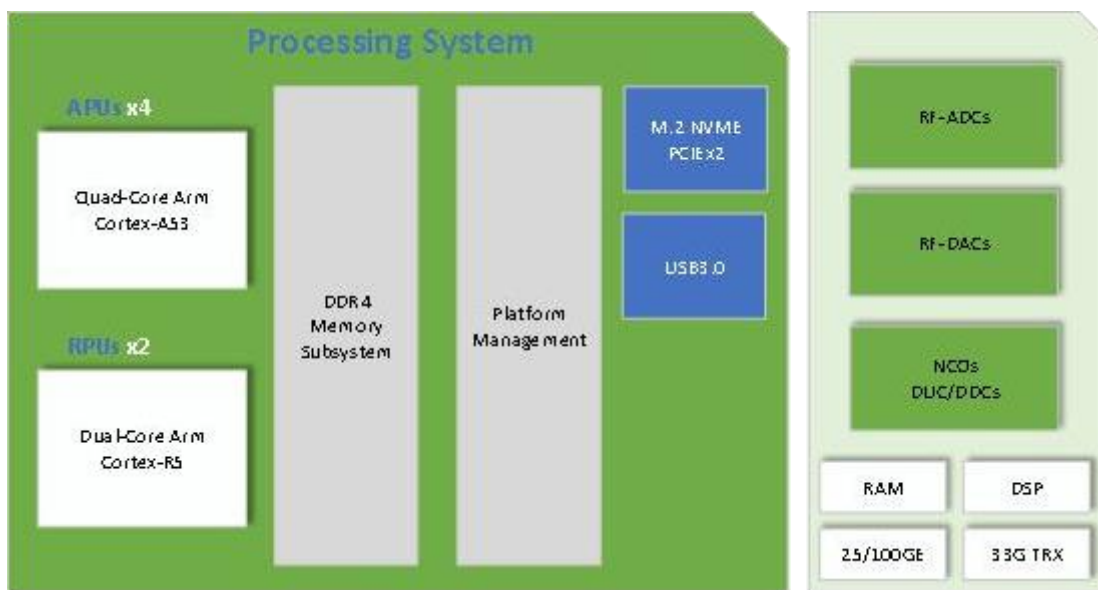 Processing System
APUs x4
Quad-Core Arm
Cortex-A53
RPUs x2
Dual-Core Arm
Cortex-R5
DDR4
Memory
Subsystem
Platform
Management
M.2 NVME
PCIEx2
USB3.0
RF-ADCs
RF-DACs
NCOs
DUC/DDCs
RAM
DSP
25/100GE
33G TRX